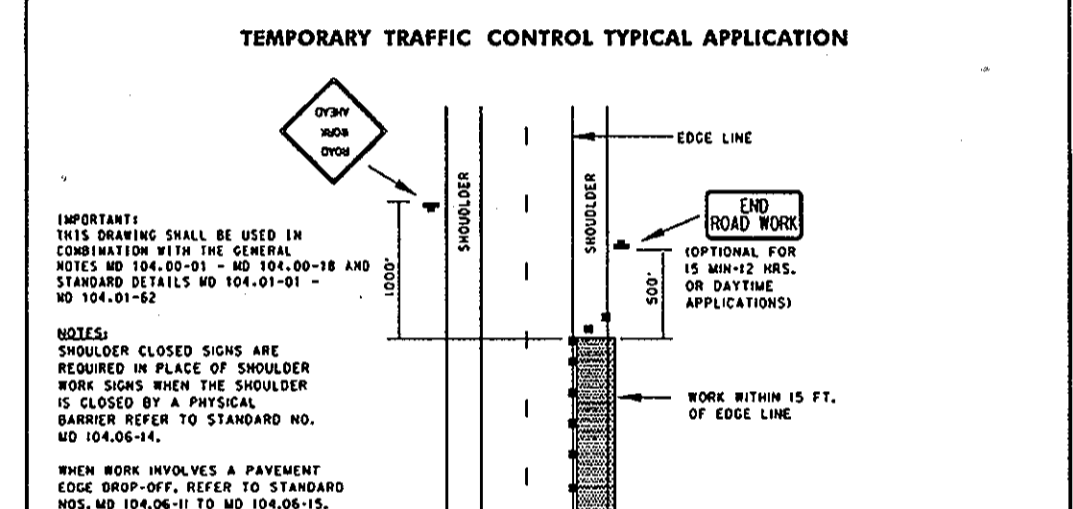 TEMPORARY TRAFFIC CONTROL TYPICAL APPLICATION
ROAD
WORK
AHEAD
EDGE LINE
SHOULDER
SHOULDER
END
ROAD WORK
(OPTIONAL FOR
15 MIN-12 HRS.
OR DAYTIME
APPLICATIONS)
1000'
500'
IMPORTANT:
THIS DRAWING SHALL BE USED IN
COMBINATION WITH THE GENERAL
NOTES MD 104.00-01 - MD 104.00-18 AND
STANDARD DETAILS MD 104.01-01 -
MD 104.01-62
NOTES:
SHOULDER CLOSED SIGNS ARE
REQUIRED IN PLACE OF SHOULDER
WORK SIGNS WHEN THE SHOULDER
IS CLOSED BY A PHYSICAL
BARRIER REFER TO STANDARD NO.
MD 104.06-14.
WORK WITHIN 15 FT.
OF EDGE LINE
WHEN WORK INVOLVES A PAVEMENT
EDGE DROP-OFF, REFER TO STANDARD
NOS. MD 104.06-11 TO MD 104.06-15.